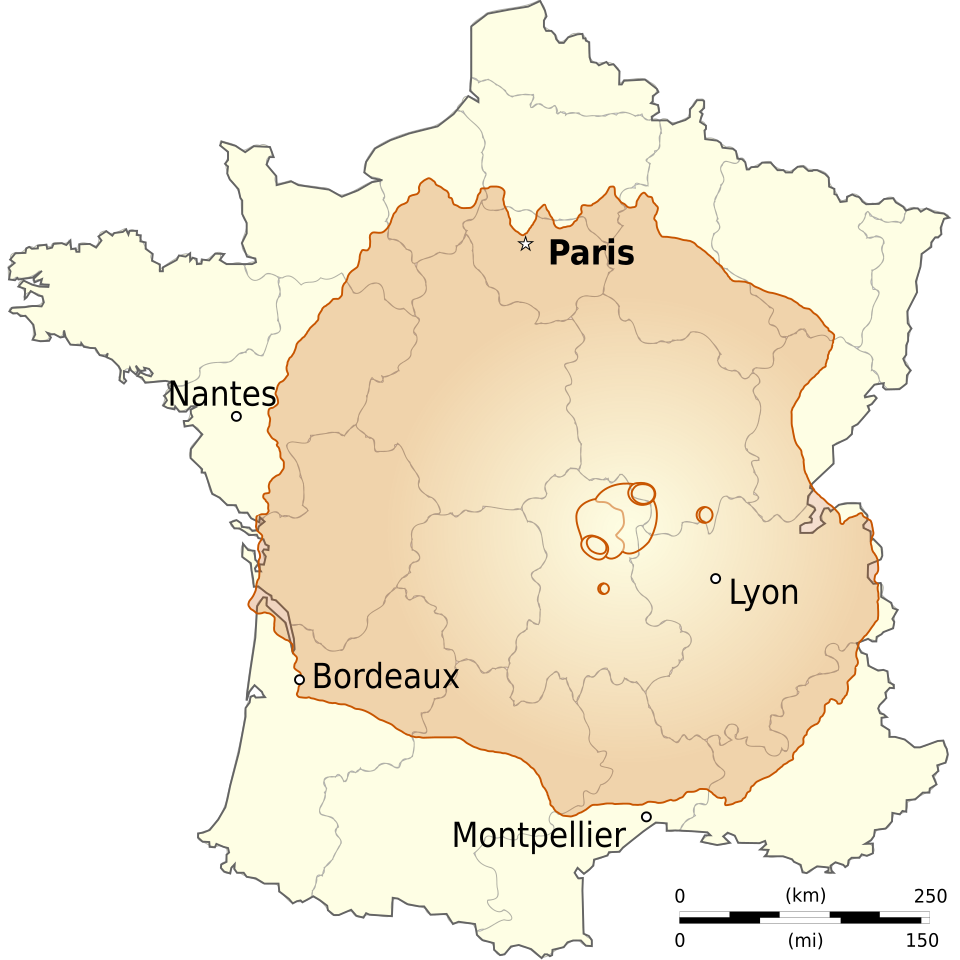 Paris
Nantes
Lyon
Bordeaux
Montpellier
0 (km) 250
0 (mi) 150